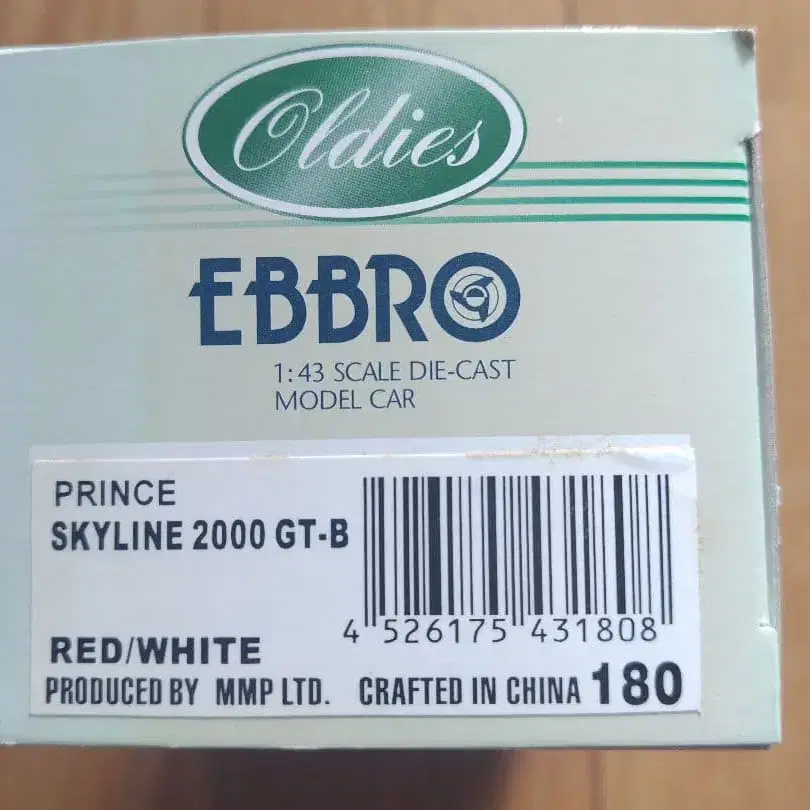 Oldies
EBBRO
1:43 SCALE DIE-CAST
MODEL CAR
PRINCE
SKYLINE 2000 GT-B
4 526175 431808
RED/WHITE
PRODUCED BY MMP LTD. CRAFTED IN CHINA 180